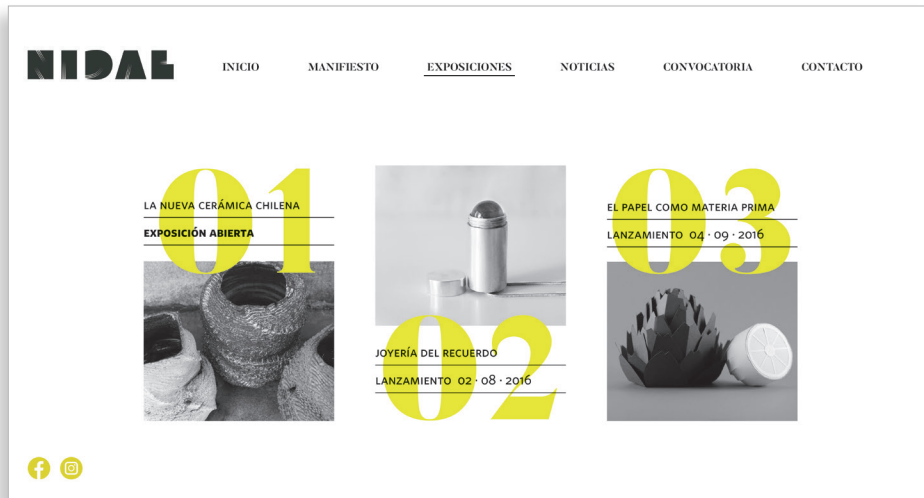 NIDAL
INICIO MANIFIESTO EXPOSICIONES NOTICIAS CONVOCATORIA CONTACTO
01
LA NUEVA CERÁMICA CHILENA
EXPOSICIÓN ABIERTA
02
JOYERÍA DEL RECUERDO
LANZAMIENTO 02 · 08 · 2016
03
EL PAPEL COMO MATERIA PRIMA
LANZAMIENTO 04 · 09 · 2016